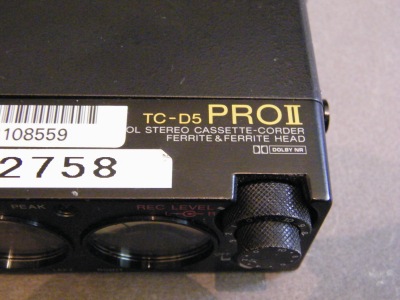 TC-D5 PROII
108559
OL STEREO CASSETTE-CORDER
FERRITE & FERRITE HEAD
DOLBY NR
2758
PEAK
REC LEVEL
L R